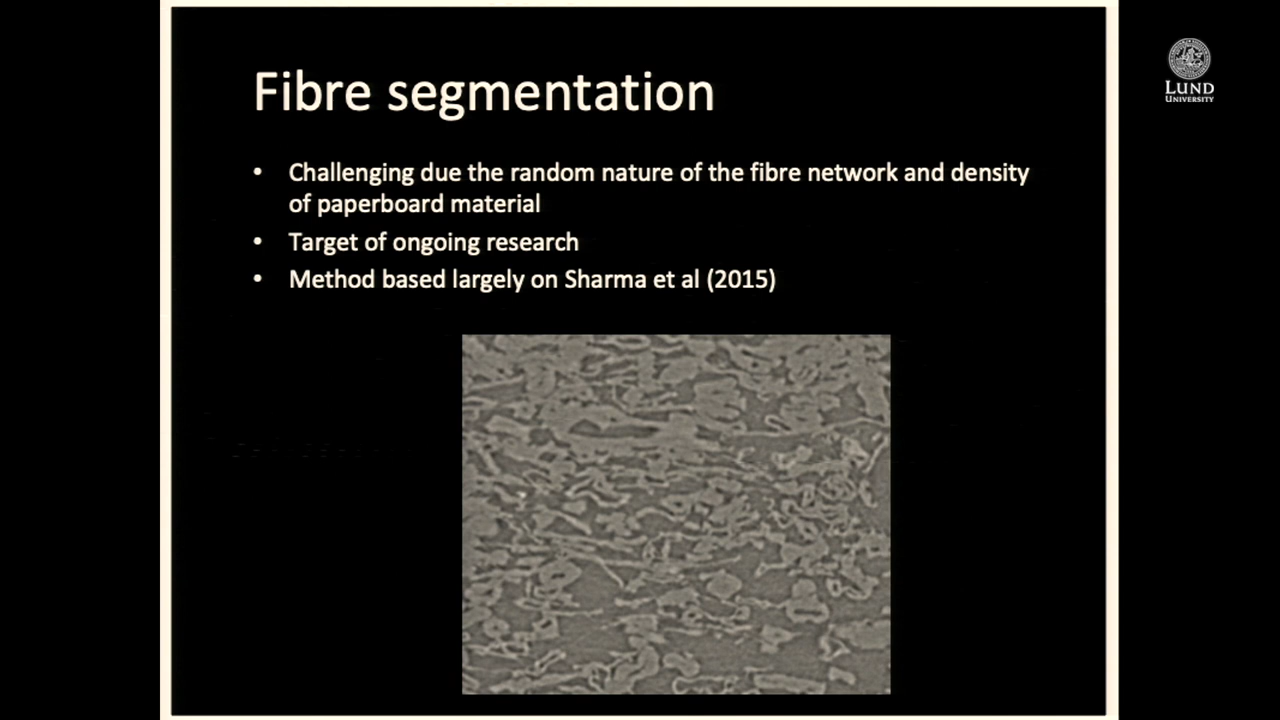 Fibre segmentation
• Challenging due the random nature of the fibre network and density
of paperboard material
• Target of ongoing research
• Method based largely on Sharma et al (2015)
LUND
UNIVERSITY